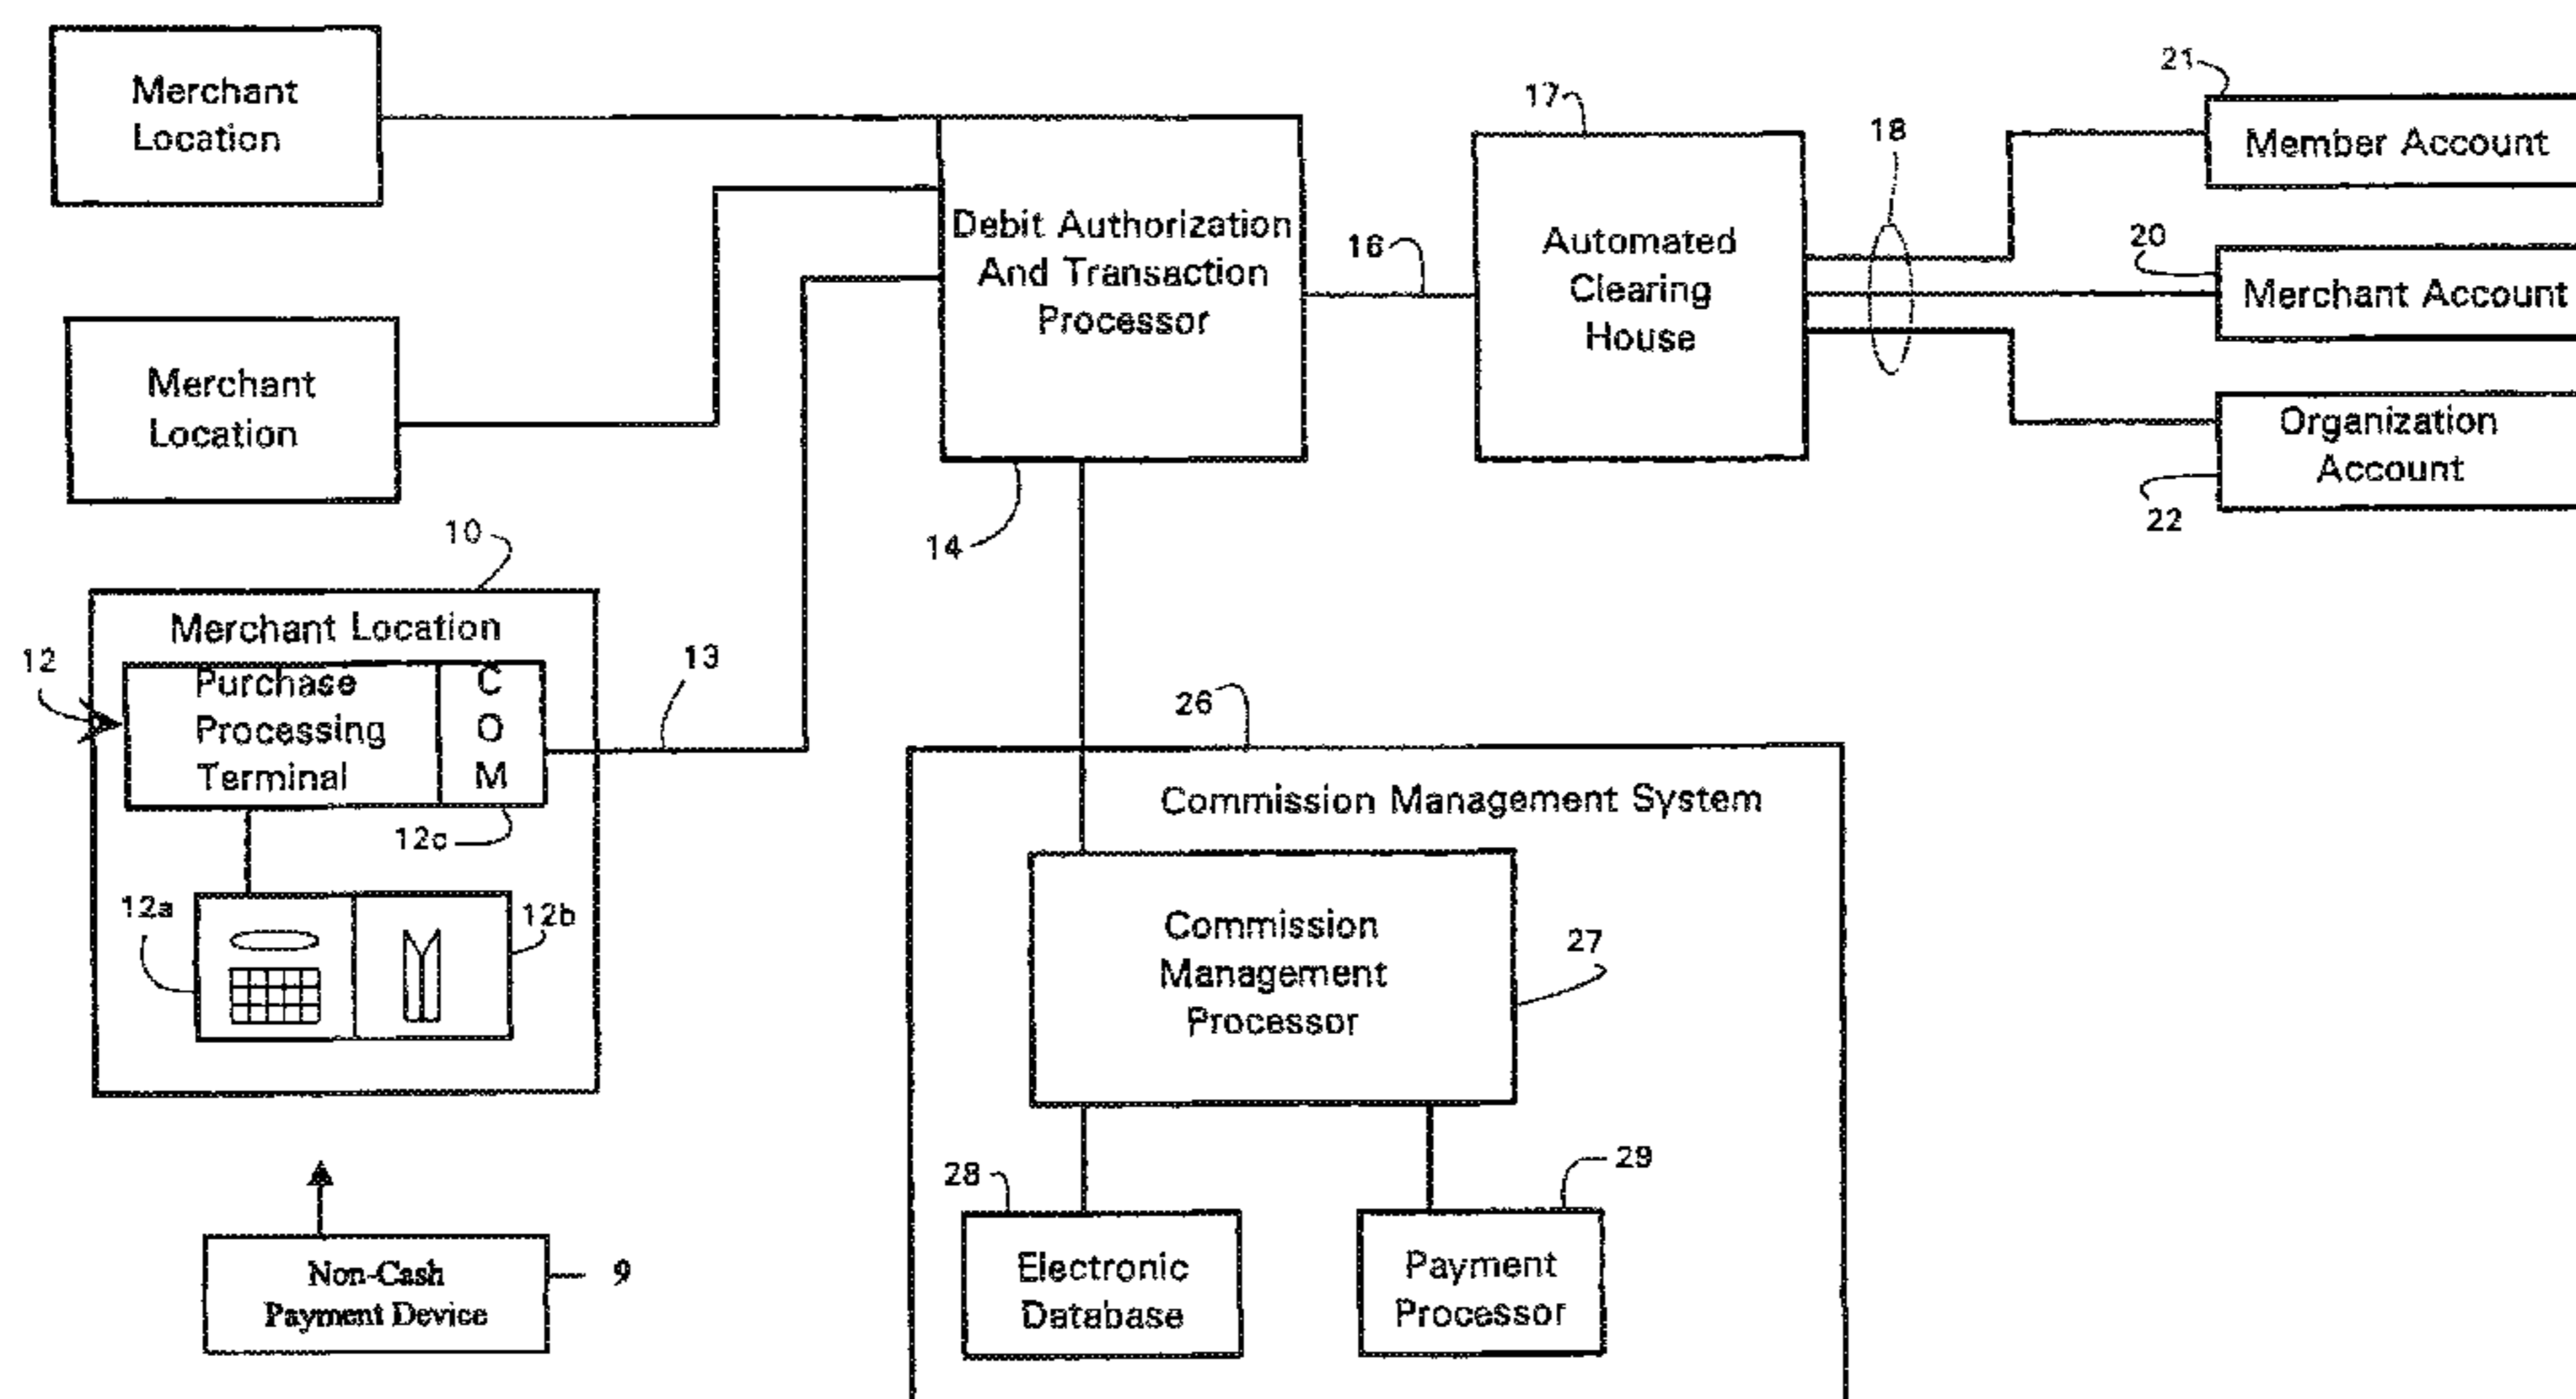 Merchant
Location
Merchant
Location
10
Merchant Location
12
Purchase
Processing
Terminal
C
O
M
12c
12a
12b
13
Non-Cash
Payment Device
9
Debit Authorization
And Transaction
Processor
14
16
17
Automated
Clearing
House
18
21
Member Account
20
Merchant Account
Organization
Account
22
26
Commission Management System
Commission
Management
Processor
27
28
Electronic
Database
29
Payment
Processor